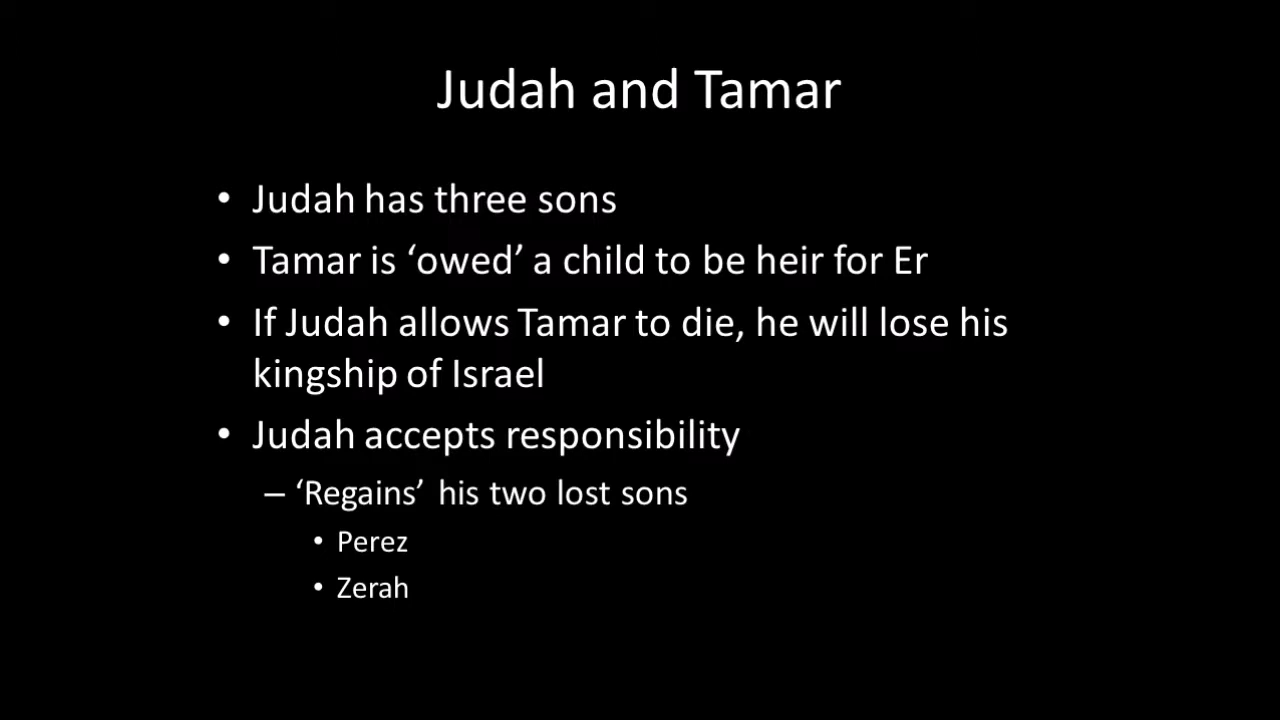 Judah and Tamar
• Judah has three sons
• Tamar is ‘owed’ a child to be heir for Er
• If Judah allows Tamar to die, he will lose his
kingship of Israel
• Judah accepts responsibility
– ‘Regains’ his two lost sons
• Perez
• Zerah